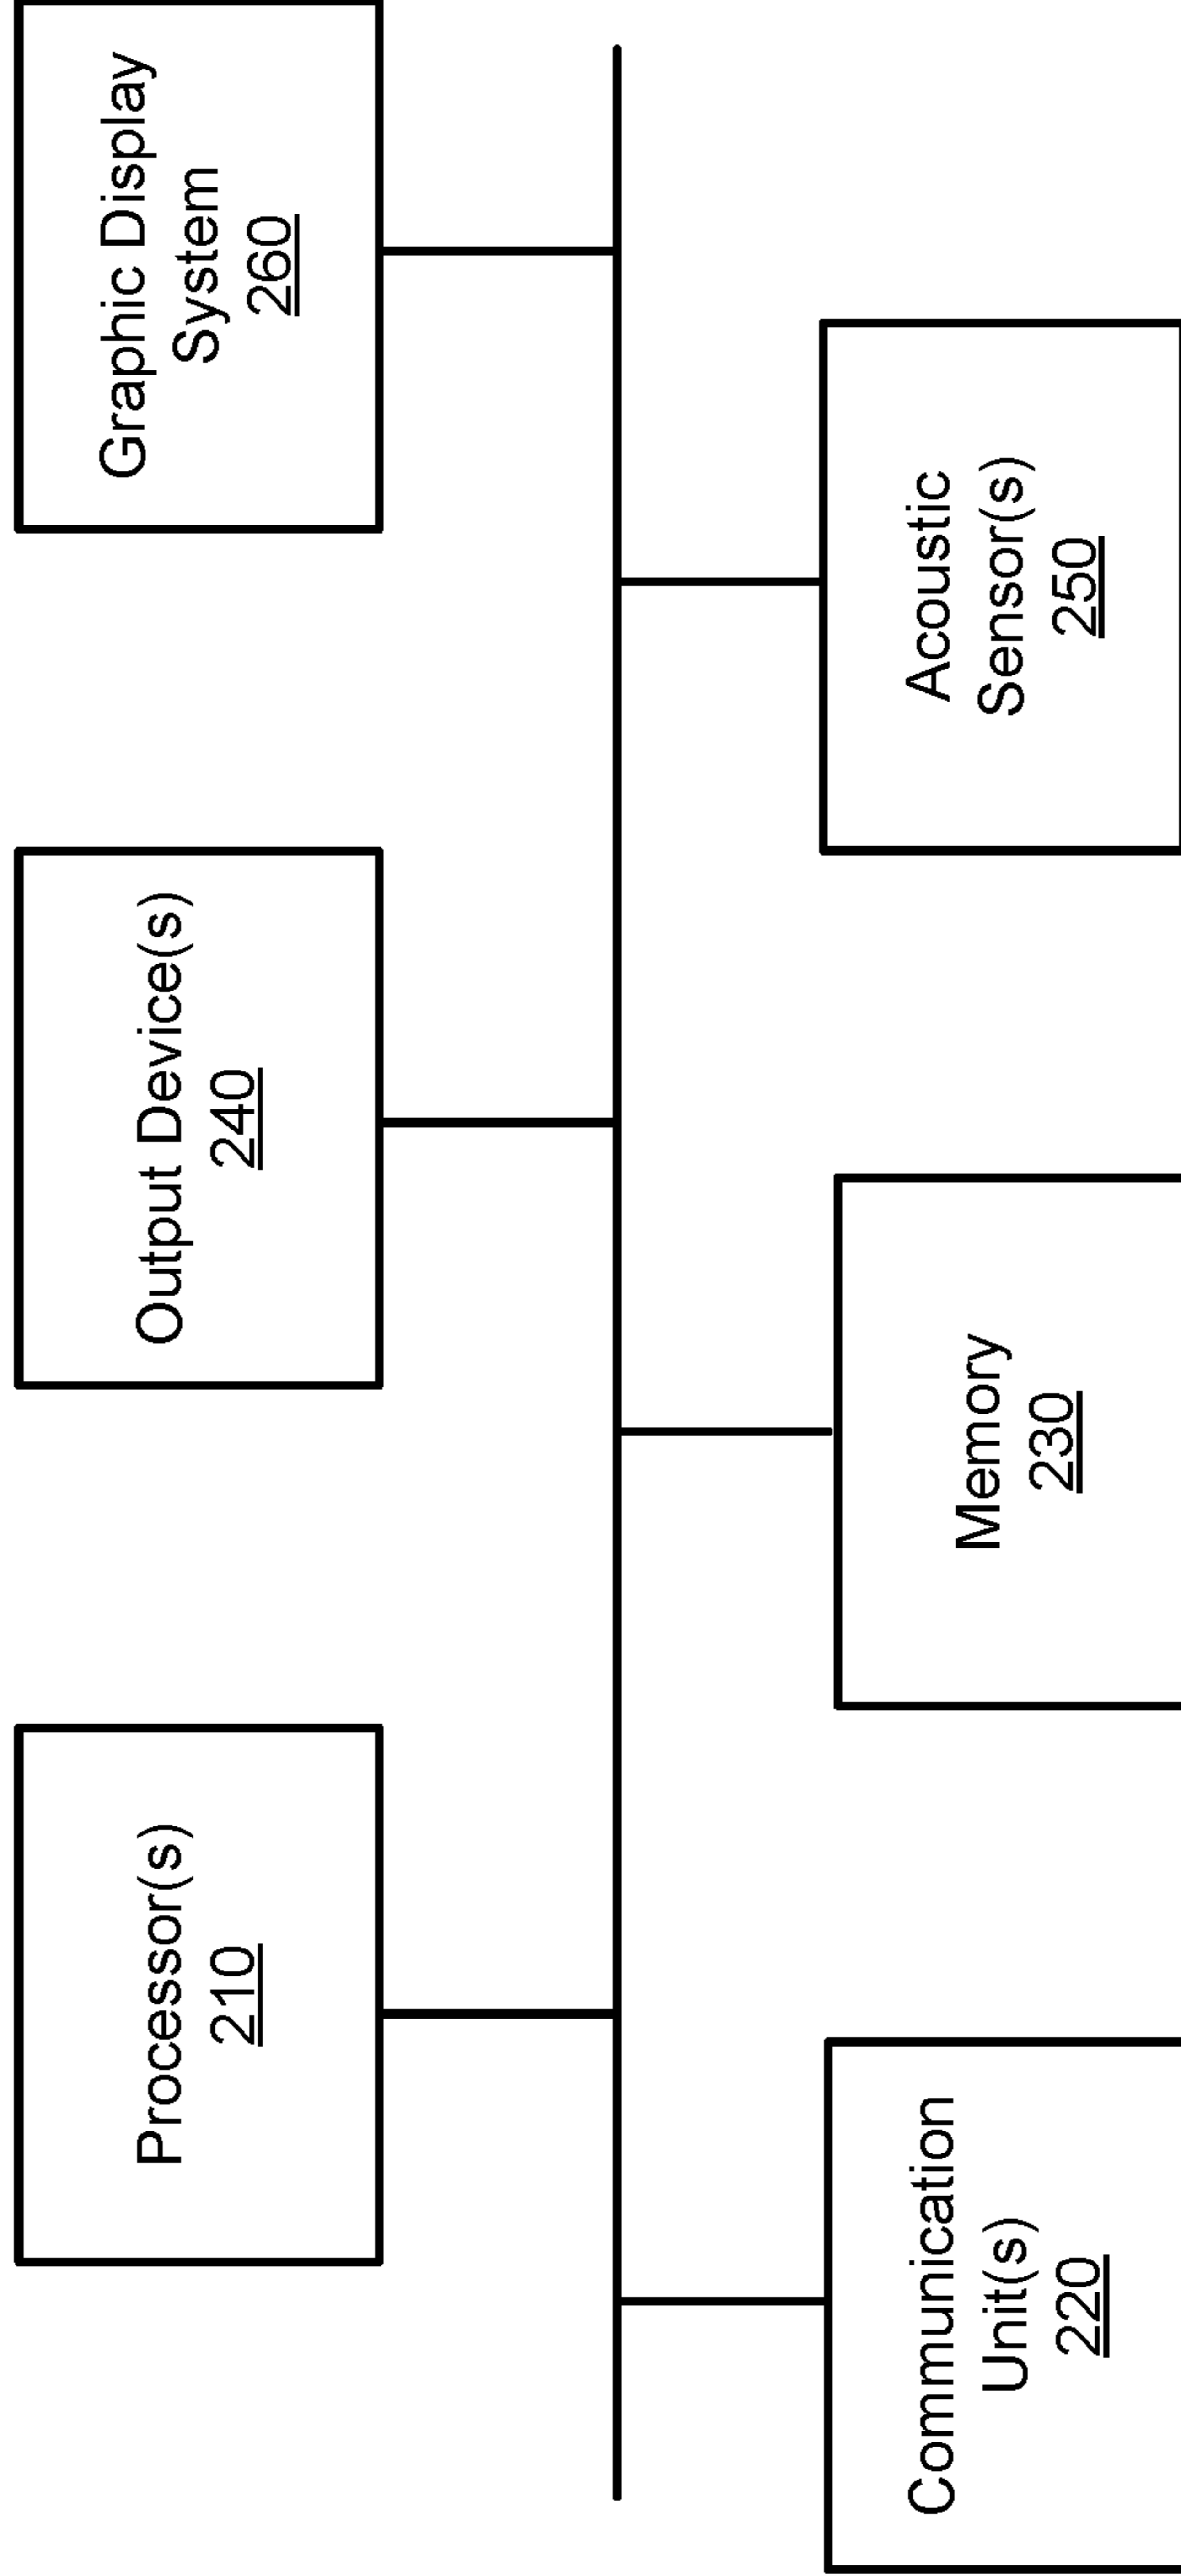 Processor(s)
210
Output Device(s)
240
Graphic Display
System
260
Communication
Unit(s)
220
Memory
230
Acoustic
Sensor(s)
250